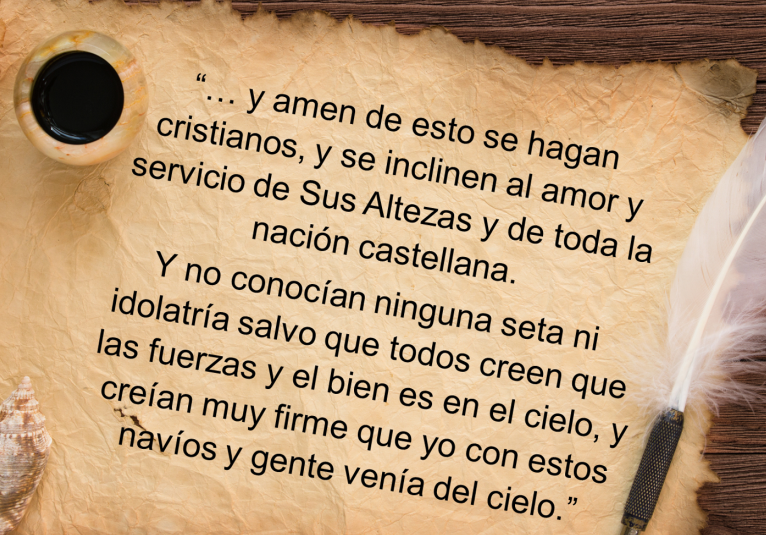 “… y amen de esto se hagan
cristianos, y se inclinen al amor y
servicio de Sus Altezas y de toda la
nación castellana.
Y no conocían ninguna seta ni
idolatría salvo que todos creen que
las fuerzas y el bien es en el cielo, y
creían muy firme que yo con estos
navíos y gente venía del cielo.”